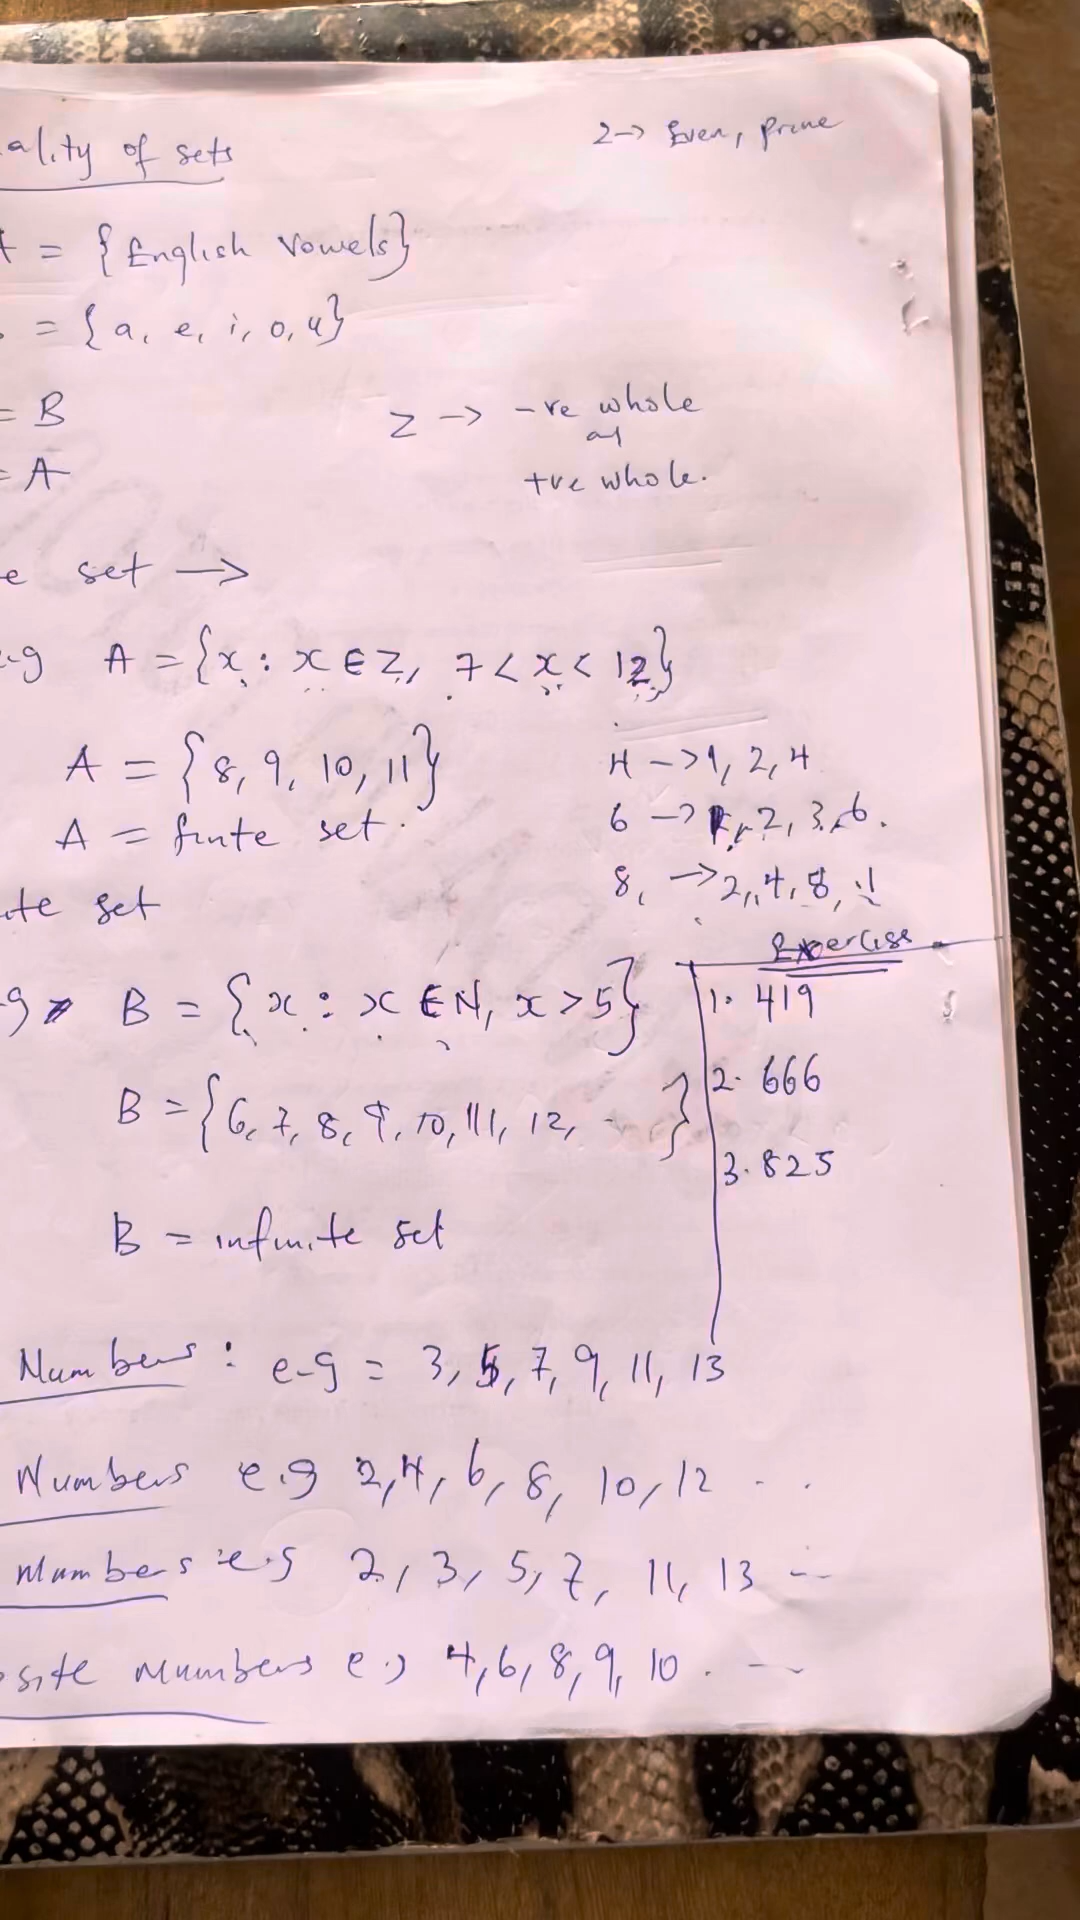 2 -> Even, prime
ality of sets
= {English Vowels}
= {a, e, i, o, u}
= B
= A
Z -> -ve whole
+ve whole.
e set ->
-g A = {x : x ∈ Z, 7 < x < 12}
A = {8, 9, 10, 11}
A = finte set.
4 -> 1, 2, 4
6 -> 1, 2, 3, 6.
8, -> 2, 4, 8, 1
ite set
Exercise
-g B = {x : x ∈ N, x > 5}
B = {6, 7, 8, 9, 10, 11, 12, - - }
B = infinite set
1. 419
2. 666
3. 825
Numbers : e-g = 3, 5, 7, 9, 11, 13
Numbers e.g 2, 4, 6, 8, 10, 12 . .
Numbers e.g 2, 3, 5, 7, 11, 13 --
site Numbers e.g 4, 6, 8, 9, 10 . --